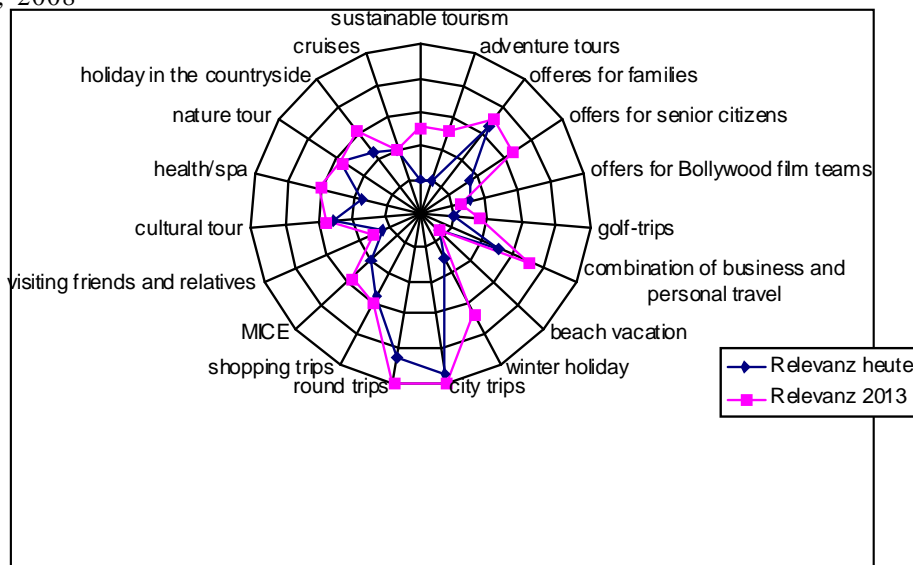 , 2008
sustainable tourism
cruises
adventure tours
holiday in the countryside
offeres for families
nature tour
offers for senior citizens
health/spa
offers for Bollywood film teams
cultural tour
golf-trips
visiting friends and relatives
combination of business and
personal travel
MICE
beach vacation
shopping trips
winter holiday
round trips
city trips
Relevanz heute
Relevanz 2013